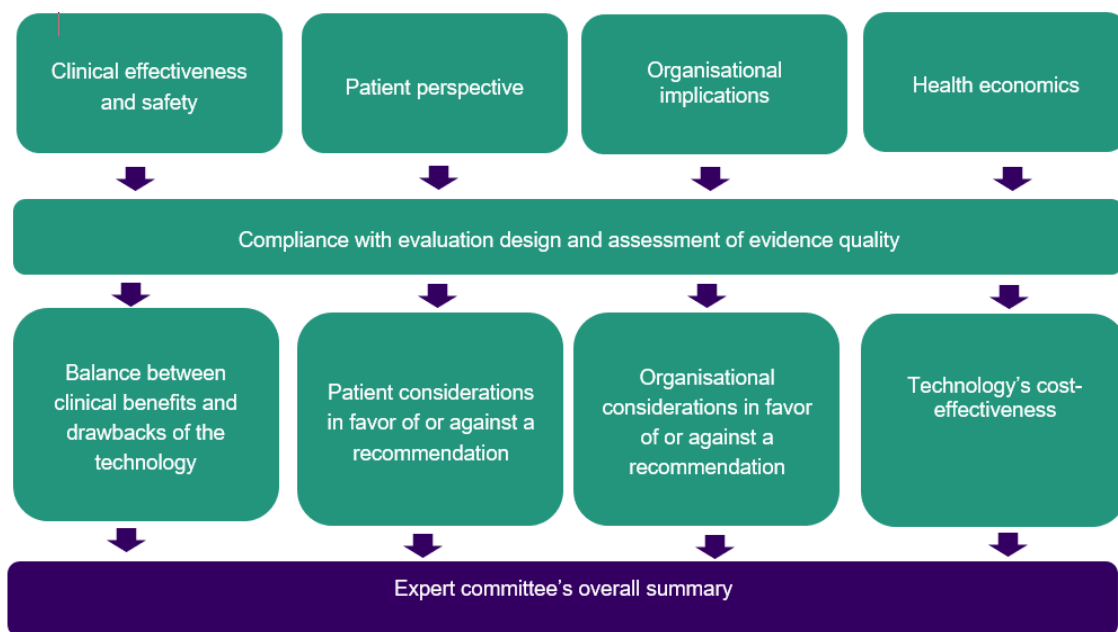 Clinical effectiveness
and safety
Patient perspective
Organisational
implications
Health economics
Compliance with evaluation design and assessment of evidence quality
Balance between
clinical benefits and
drawbacks of the
technology
Patient considerations
in favor of or against a
recommendation
Organisational
considerations in favor
of or against a
recommendation
Technology's cost-
effectiveness
Expert committee's overall summary